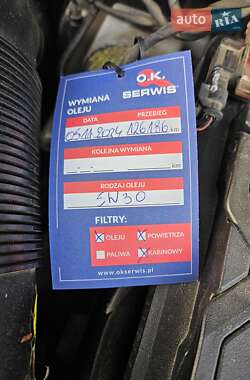 AUTO
RIA
O.K.
SERWIS
WYMIANA
OLEJU
DATA PRZEBIEG
05.11.2024 126186 km
KOLEJNA WYMIANA
km
RODZAJ OLEJU
5W30
FILTRY:
OLEJU POWIETRZA
PALIWA KABINOWY
www.okserwis.pl